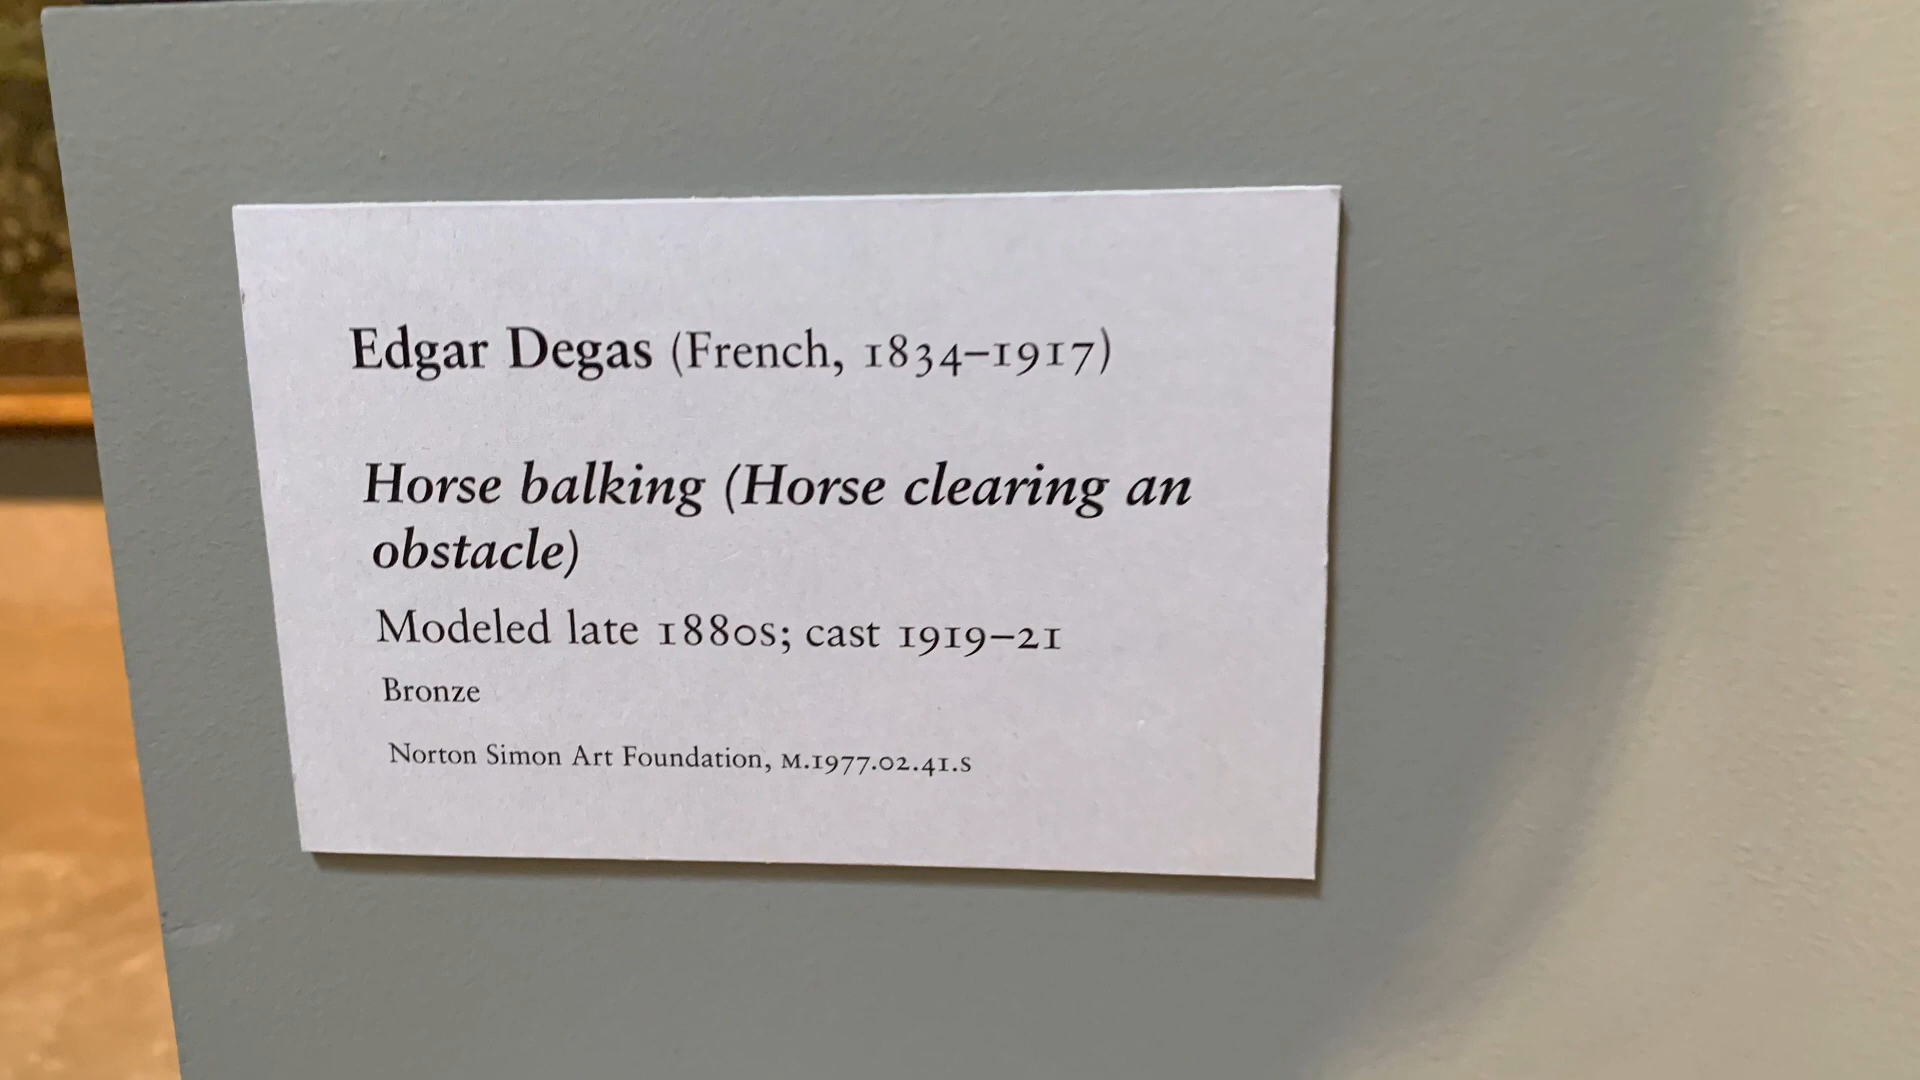 Edgar Degas (French, 1834–1917)
Horse balking (Horse clearing an
obstacle)
Modeled late 1880s; cast 1919–21
Bronze
Norton Simon Art Foundation, M.1977.02.41.S